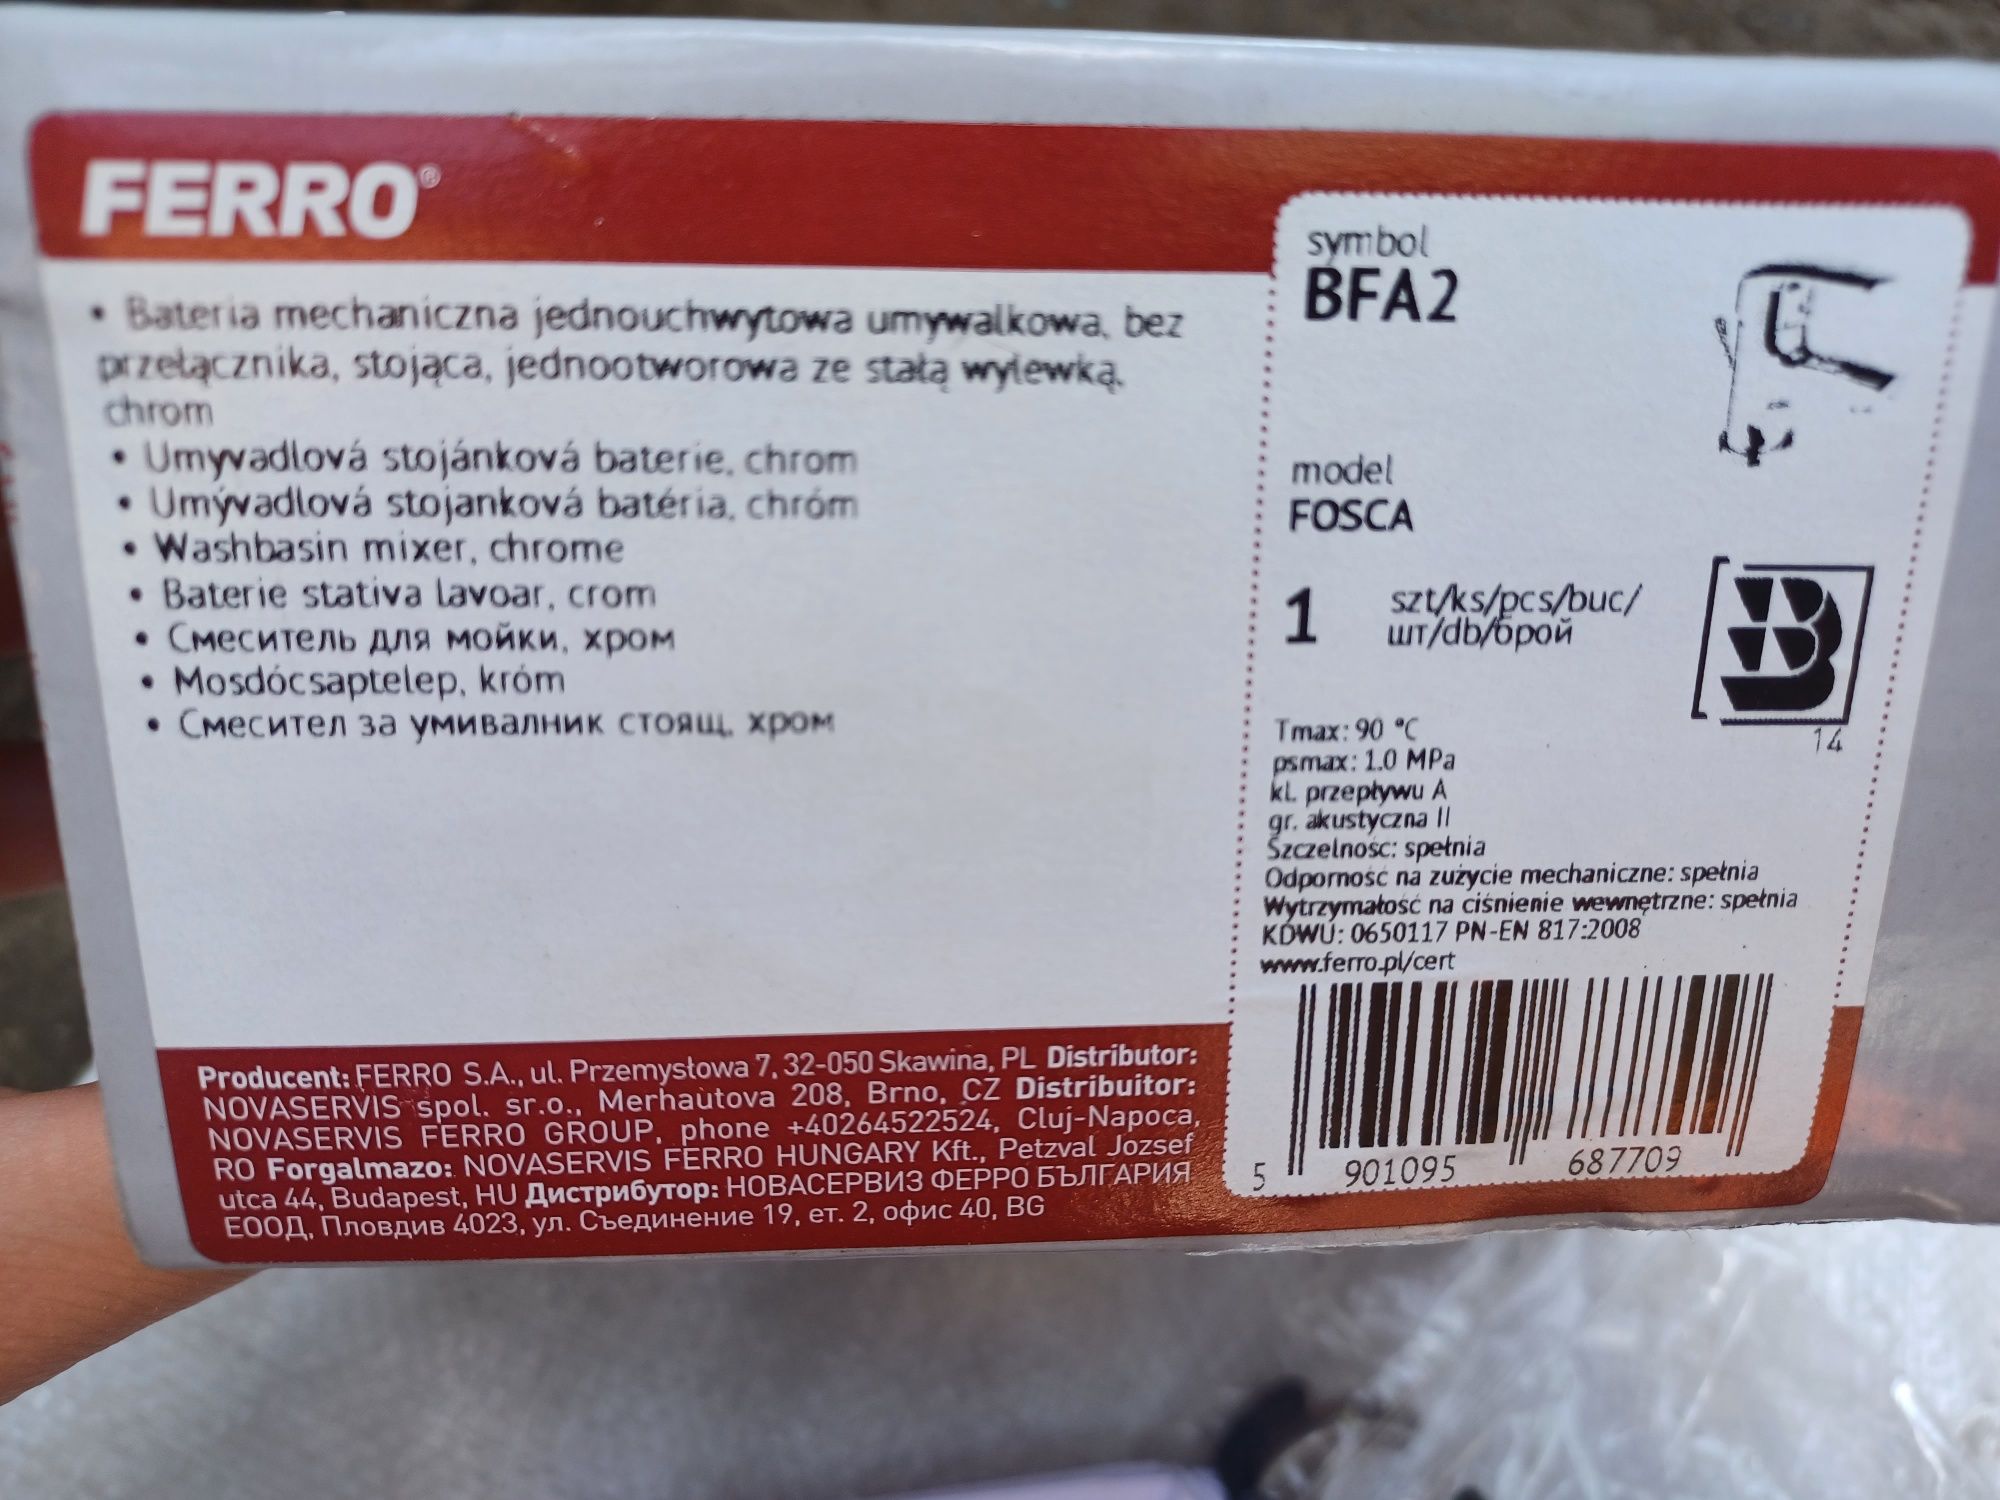 FERRO®
• Bateria mechaniczna jednouchwytowa umywalkowa, bez
przełącznika, stojąca, jednootworowa ze stałą wylewką,
chrom
• Umyvadlová stojánková baterie, chrom
• Umývadlová stojanková batéria, chróm
• Washbasin mixer, chrome
• Baterie stativa lavoar, crom
• Смеситель для мойки, хром
• Mosdócsaptelep, króm
• Смесител за умивалник стоящ, хром
symbol
BFA2
model
FOSCA
1 szt/ks/pcs/buc/
шт/db/брой
B
14
Tmax: 90 °C
psmax: 1.0 MPa
kl. przepływu A
gr. akustyczna II
Szczelność: spełnia
Odporność na zużycie mechaniczne: spełnia
Wytrzymałość na ciśnienie wewnętrzne: spełnia
KDWU: 0650117 PN-EN 817:2008
www.ferro.pl/cert
5 901095 687709
Producent: FERRO S.A., ul. Przemysłowa 7, 32-050 Skawina, PL Distributor:
NOVASERVIS spol. sr.o., Merhautova 208, Brno, CZ Distribuitor:
NOVASERVIS FERRO GROUP, phone +40264522524, Cluj-Napoca,
RO Forgalmazo: NOVASERVIS FERRO HUNGARY Kft., Petzval Jozsef
utca 44, Budapest, HU Дистрибутор: НОВАСЕРВИЗ ФЕРРО БЪЛГАРИЯ
ЕООД, Пловдив 4023, ул. Съединение 19, ет. 2, офис 40, BG